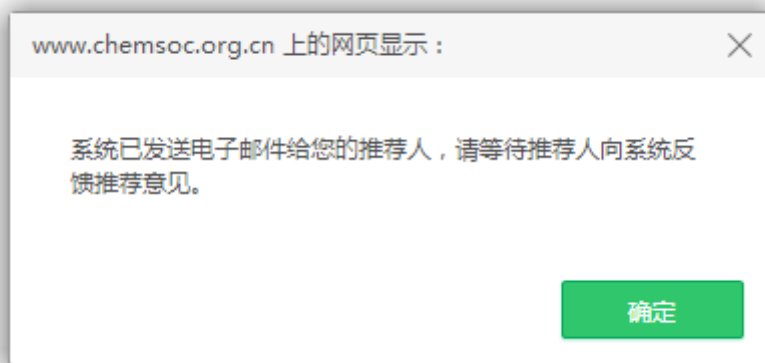 www.chemsoc.org.cn 上的网页显示：
系统已发送电子邮件给您的推荐人，请等待推荐人向系统反
馈推荐意见。
确定